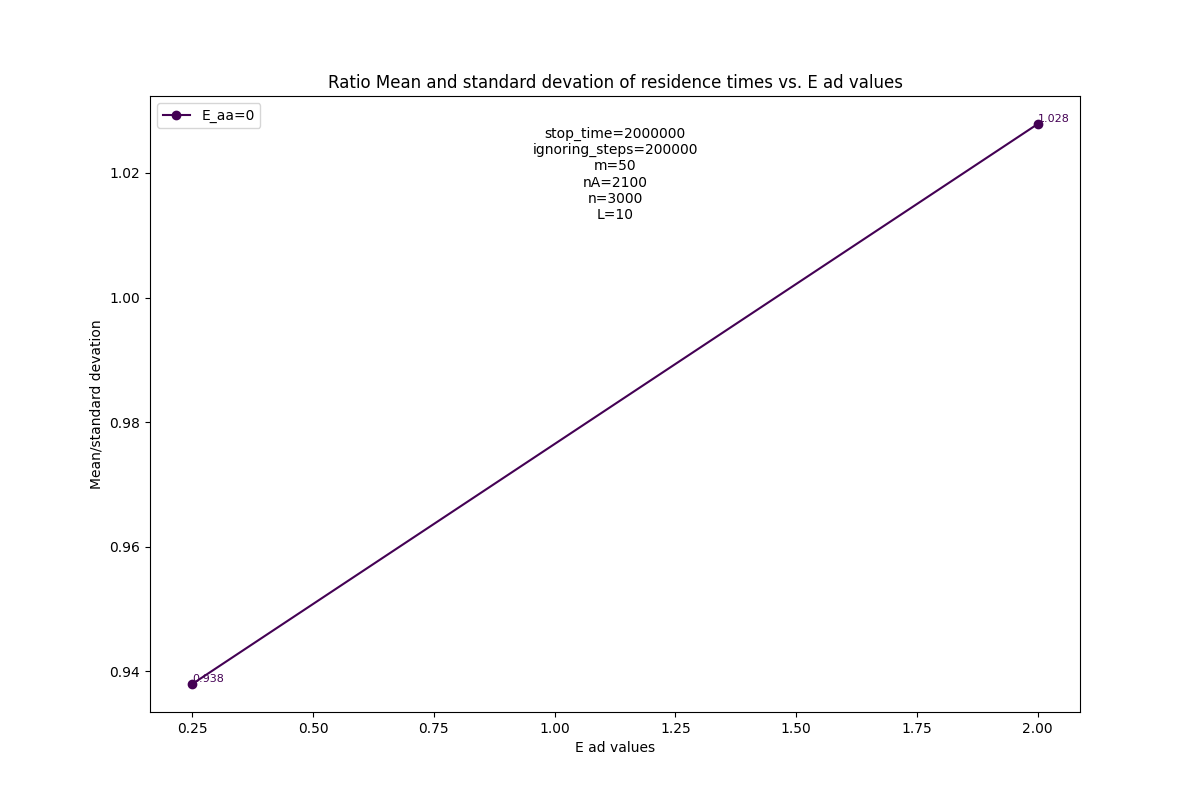 Ratio Mean and standard devation of residence times vs. E ad values
E_aa=0
stop_time=2000000
ignoring_steps=200000
m=50
nA=2100
n=3000
L=10
1.028
0.938
Mean/standard devation
1.02
1.00
0.98
0.96
0.94
0.25 0.50 0.75 1.00 1.25 1.50 1.75 2.00
E ad values